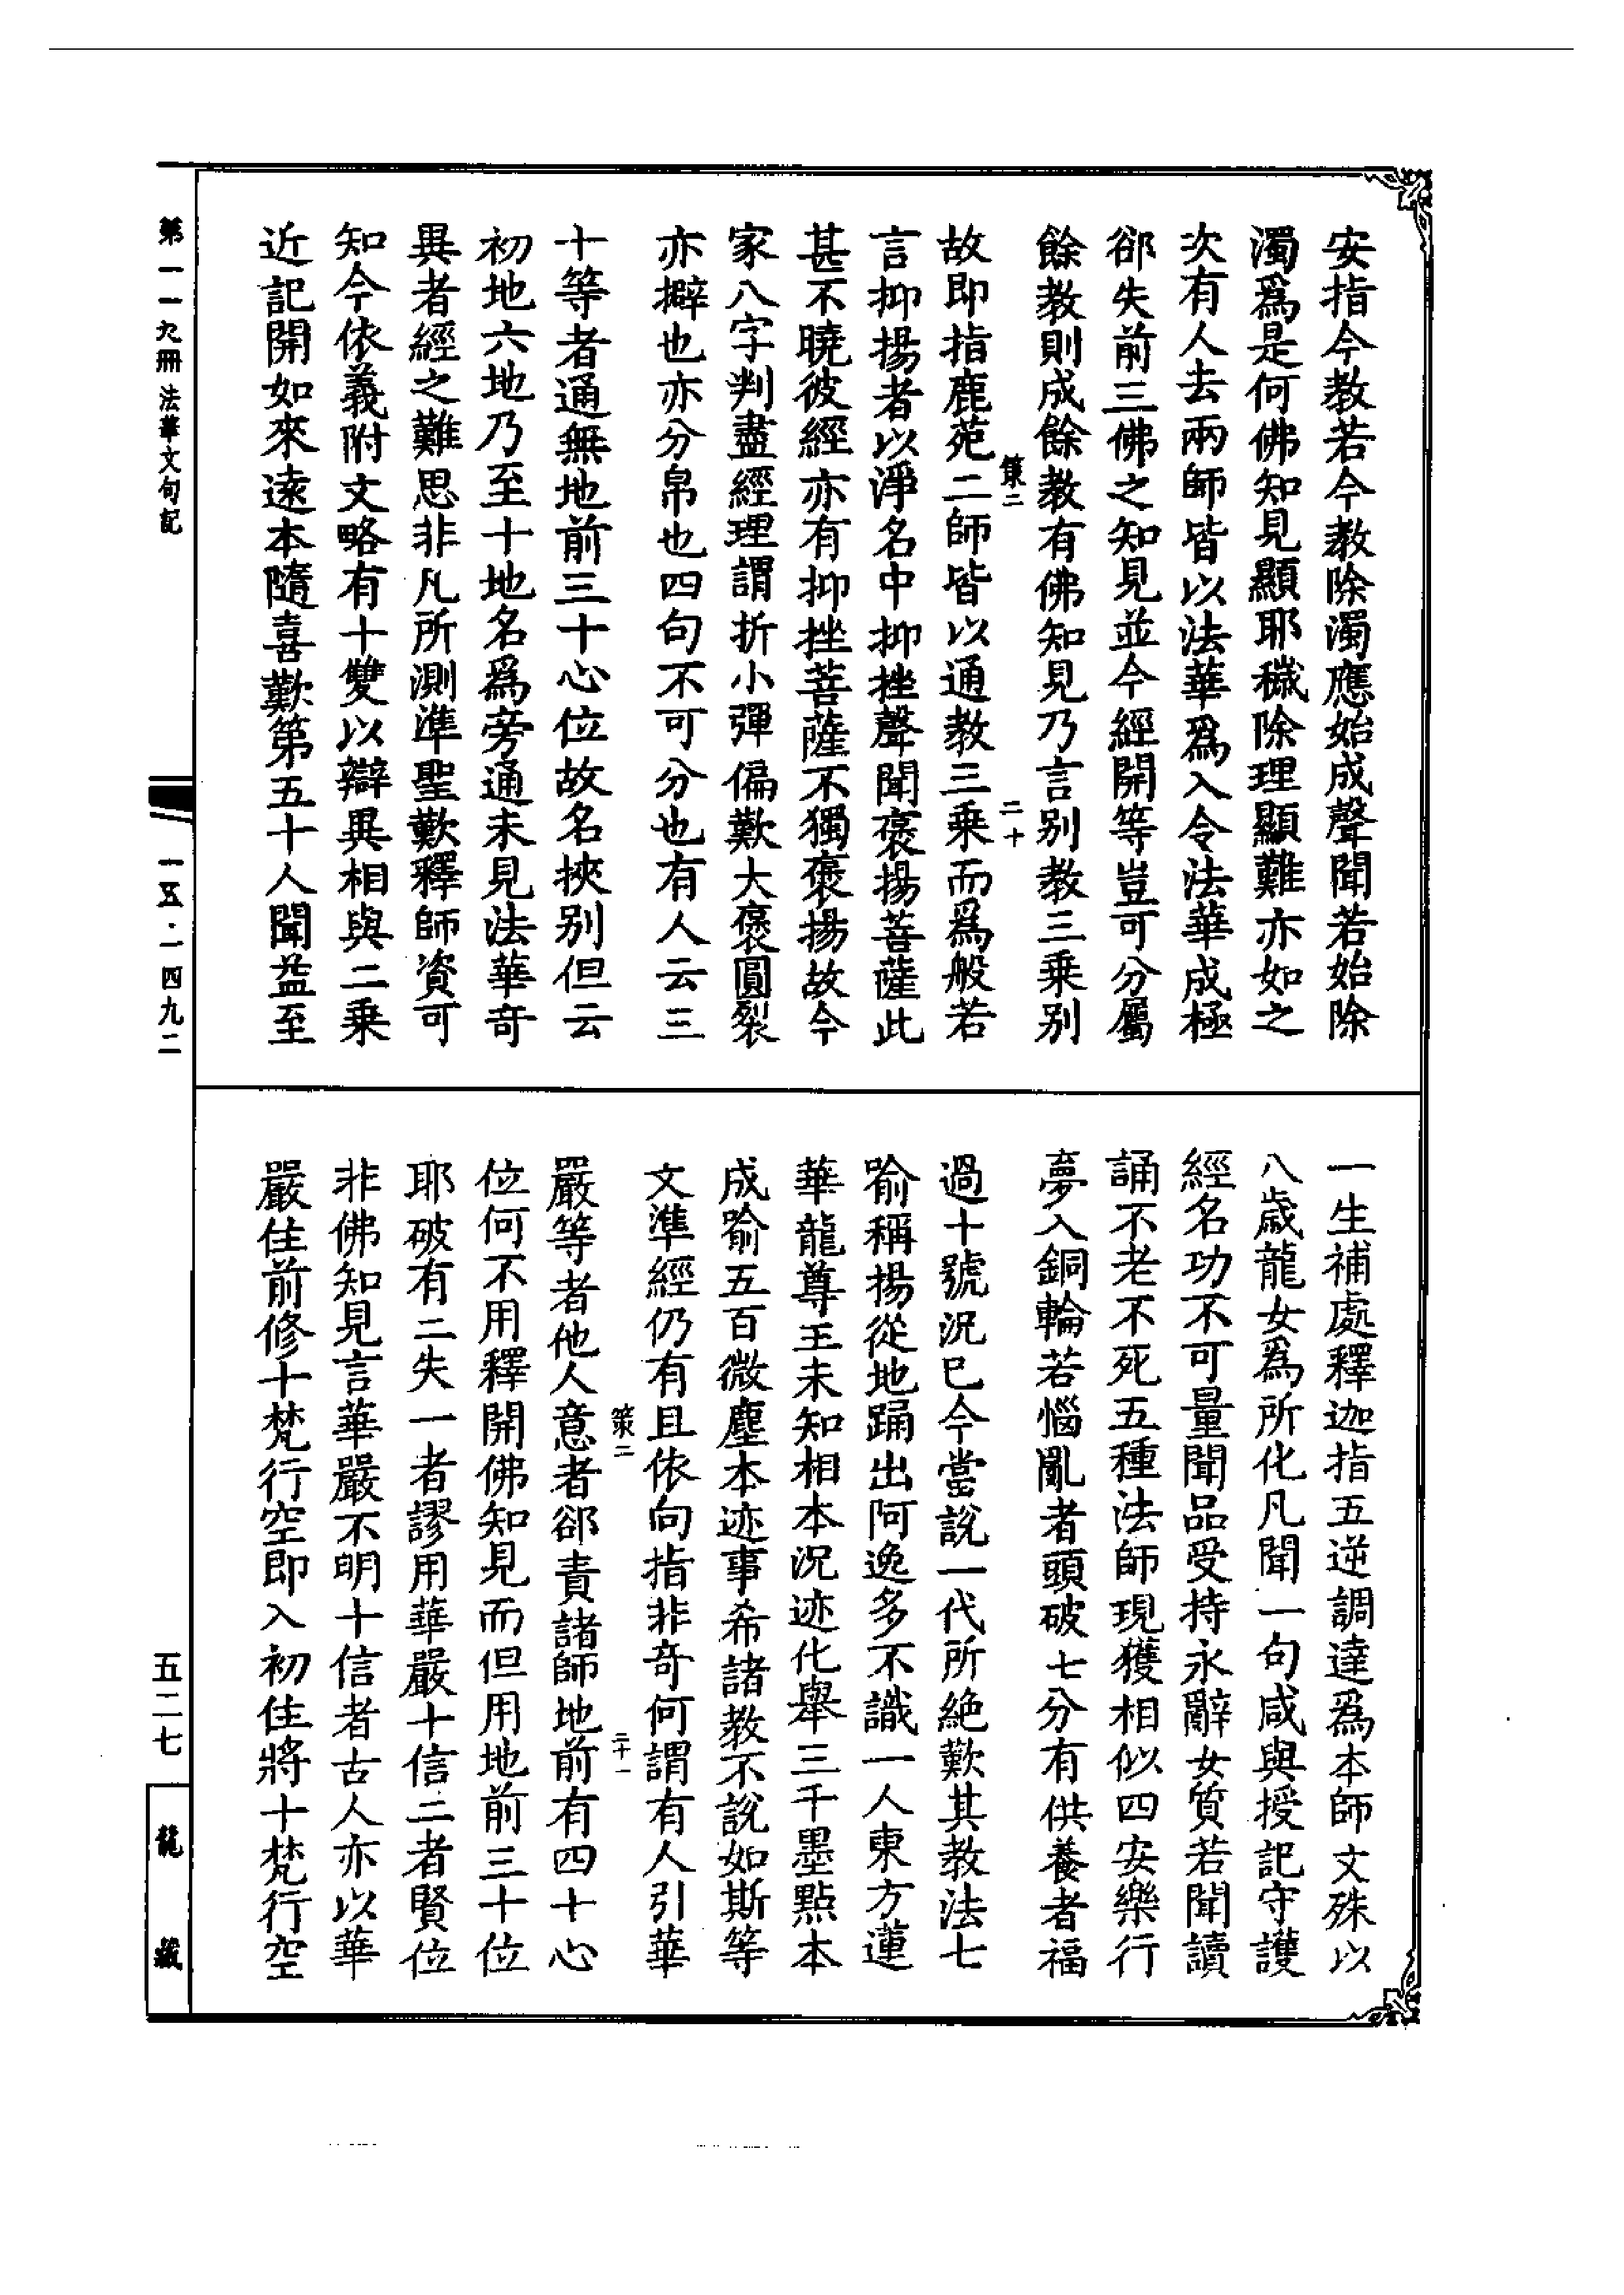 安指今教若今教除濁應始成聲聞若始除
濁爲是何佛知見顯耶穢除理顯難亦如之
次有人去兩師皆以法華爲入令法華成極
郤失前三佛之知見並今經開等豈可分屬
餘教則成餘教有佛知見乃言别教三乗别
策二
二十
故即指鹿苑二師皆以通教三乗而爲般若
言抑揚者以淨名中抑挫聲聞褒揚菩薩此
甚不曉彼經亦有抑挫菩薩不獨褒揚故今
家八字判盡經理謂折小彈偏歎大褒圓裂
亦擗也亦分帛也四句不可分也有人云三
十等者通無地前三十心位故名挾别但云
初地六地乃至十地名爲旁通未見法華竒
異者經之難思非凡所測準聖歎釋師資可
知今依義附文略有十雙以辯異相與二乗
近記開如來遠本隨喜歎第五十人聞益至
一生補處釋迦指五逆調達爲本師文殊以
八歲龍女爲所化凡聞一句咸與授記守護
經名功不可量聞品受持永辭女質若聞讀
誦不老不死五種法師現獲相似四安樂行
夢入銅輪若惱亂者頭破七分有供養者福
過十號況已今當説一代所絶歎其教法七
喻稱揚從地踊出阿逸多不識一人東方蓮
華龍尊王未知相本況迹化舉三千墨點本
成喻五百微塵本迹事希諸教不説如斯等
文準經仍有且依向指非竒何謂有人引華
策二
二十一
嚴等者他人意者郤責諸師地前有四十心
位何不用釋開佛知見而但用地前三十位
耶破有二失一者謬用華嚴十信二者賢位
非佛知見言華嚴不明十信者古人亦以華
嚴住前修十梵行空即入初住將十梵行空
第一一九冊 法華文句記
一五·一四九二
五二七
龍藏